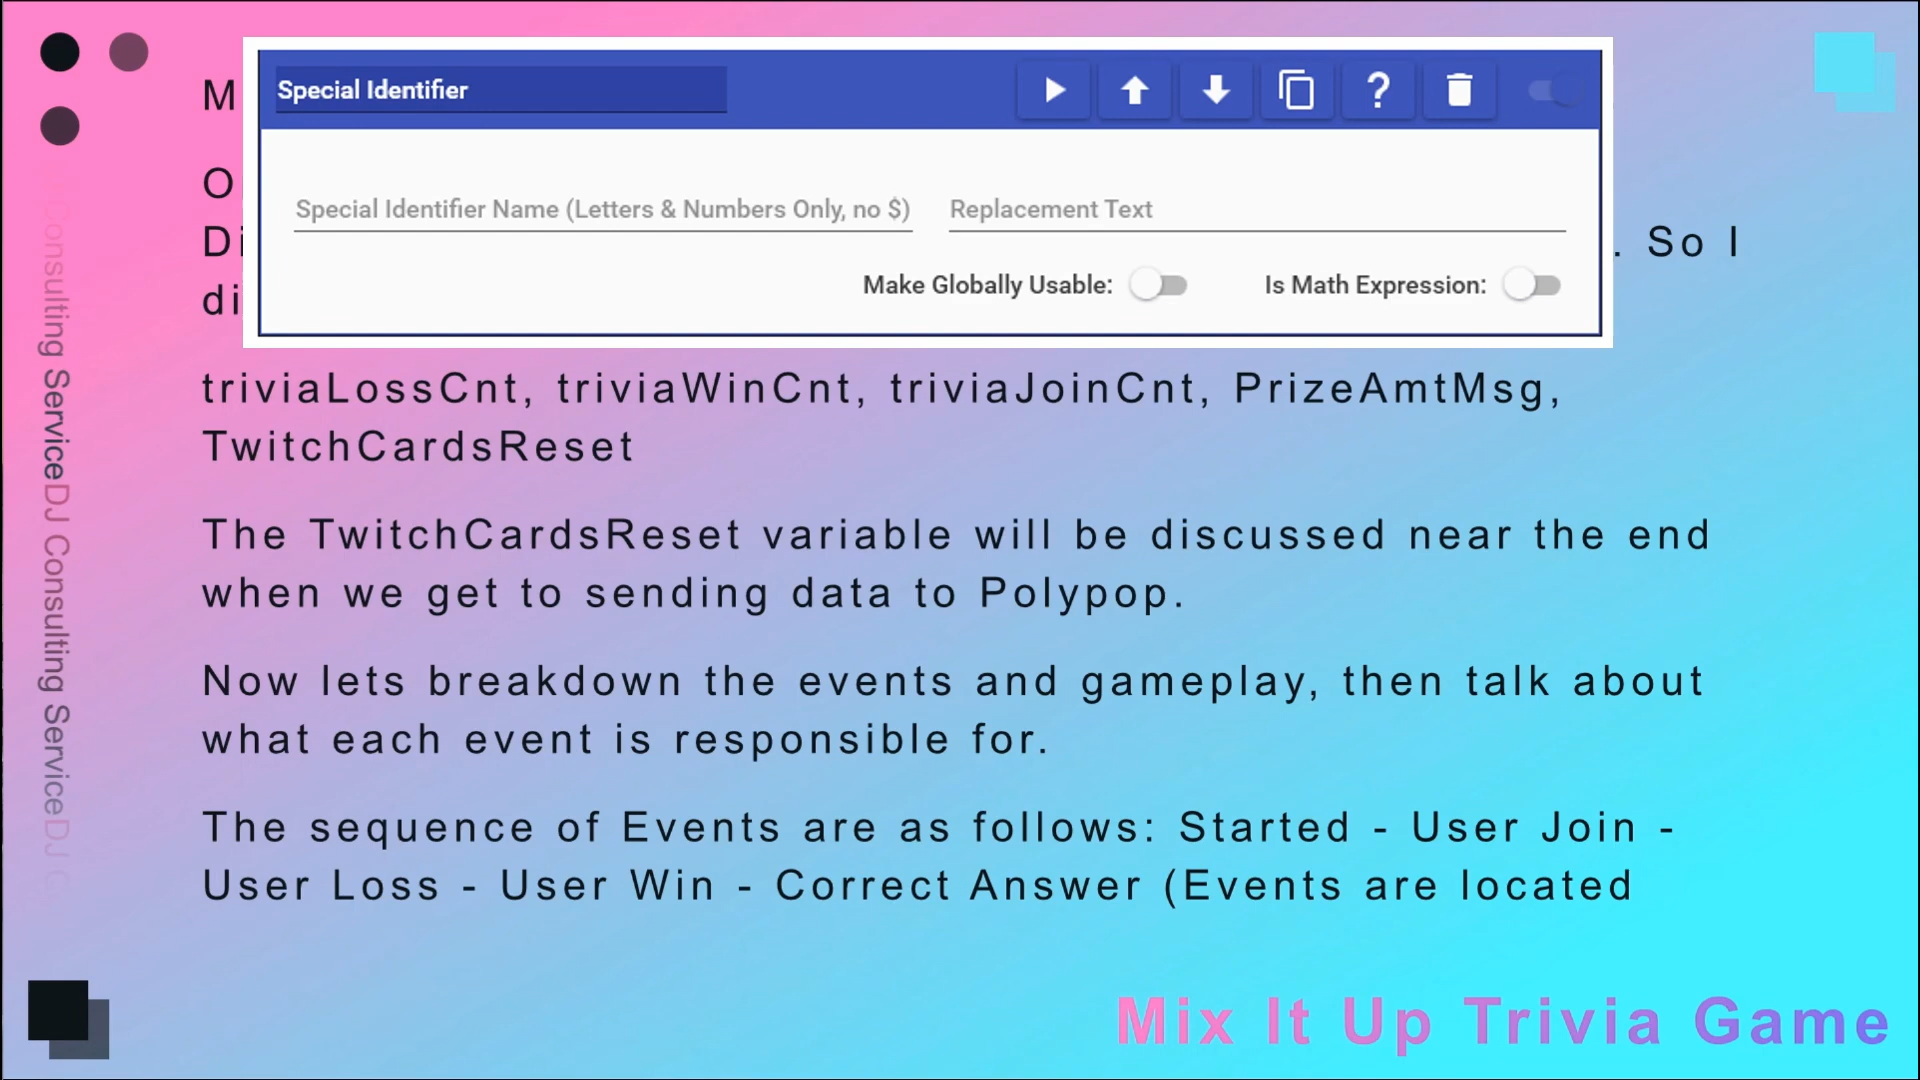 M
Special Identifier
O
Special Identifier Name (Letters & Numbers Only, no $) Replacement Text
Di . So I
Make Globally Usable: Is Math Expression:
di
triviaLossCnt, triviaWinCnt, triviaJoinCnt, PrizeAmtMsg,
TwitchCardsReset
The TwitchCardsReset variable will be discussed near the end
when we get to sending data to Polypop.
Now lets breakdown the events and gameplay, then talk about
what each event is responsible for.
The sequence of Events are as follows: Started - User Join -
User Loss - User Win - Correct Answer (Events are located
Consulting ServiceDJ Consulting ServiceDJ C
Mix It Up Trivia Game